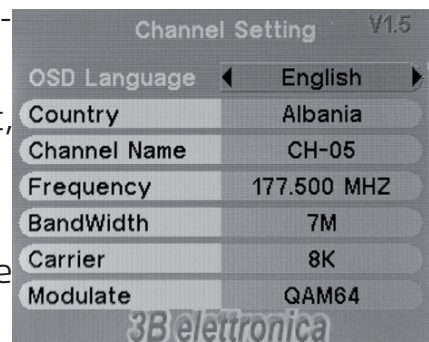 Channel Setting V1.5
OSD Language English
Country Albania
Channel Name CH-05
Frequency 177.500 MHZ
BandWidth 7M
Carrier 8K
Modulate QAM64
3B elettronica